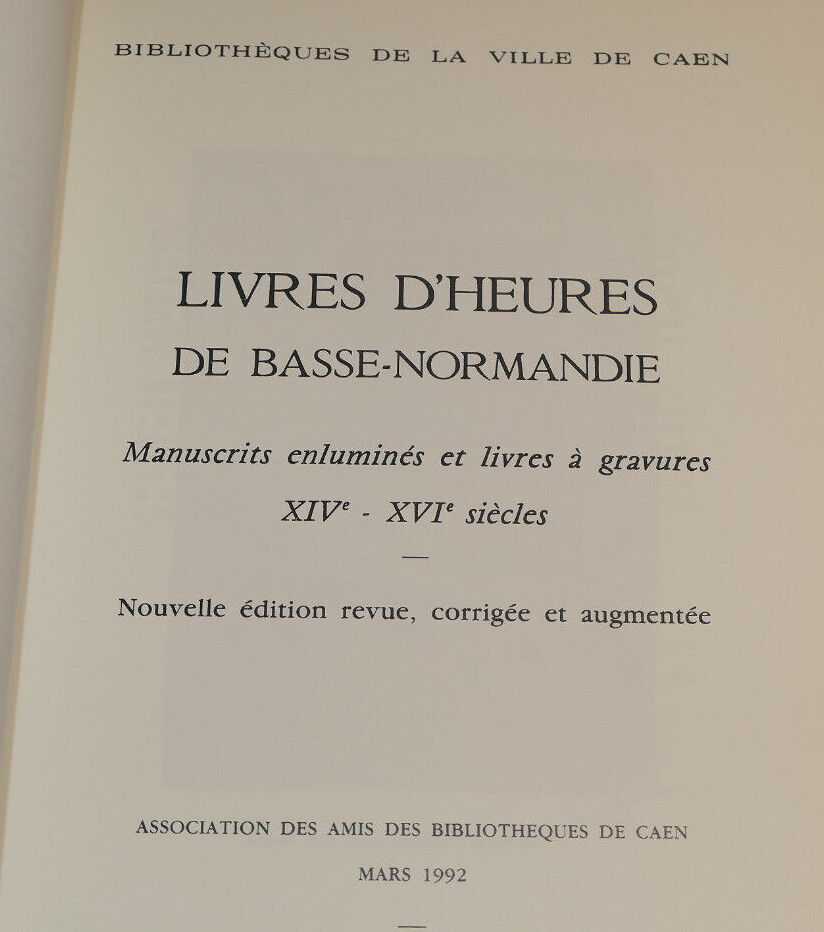 BIBLIOTHÈQUES DE LA VILLE DE CAEN
LIVRES D'HEURES
DE BASSE-NORMANDIE
Manuscrits enluminés et livres à gravures
XIVe - XVIe siècles
Nouvelle édition revue, corrigée et augmentée
ASSOCIATION DES AMIS DES BIBLIOTHEQUES DE CAEN
MARS 1992